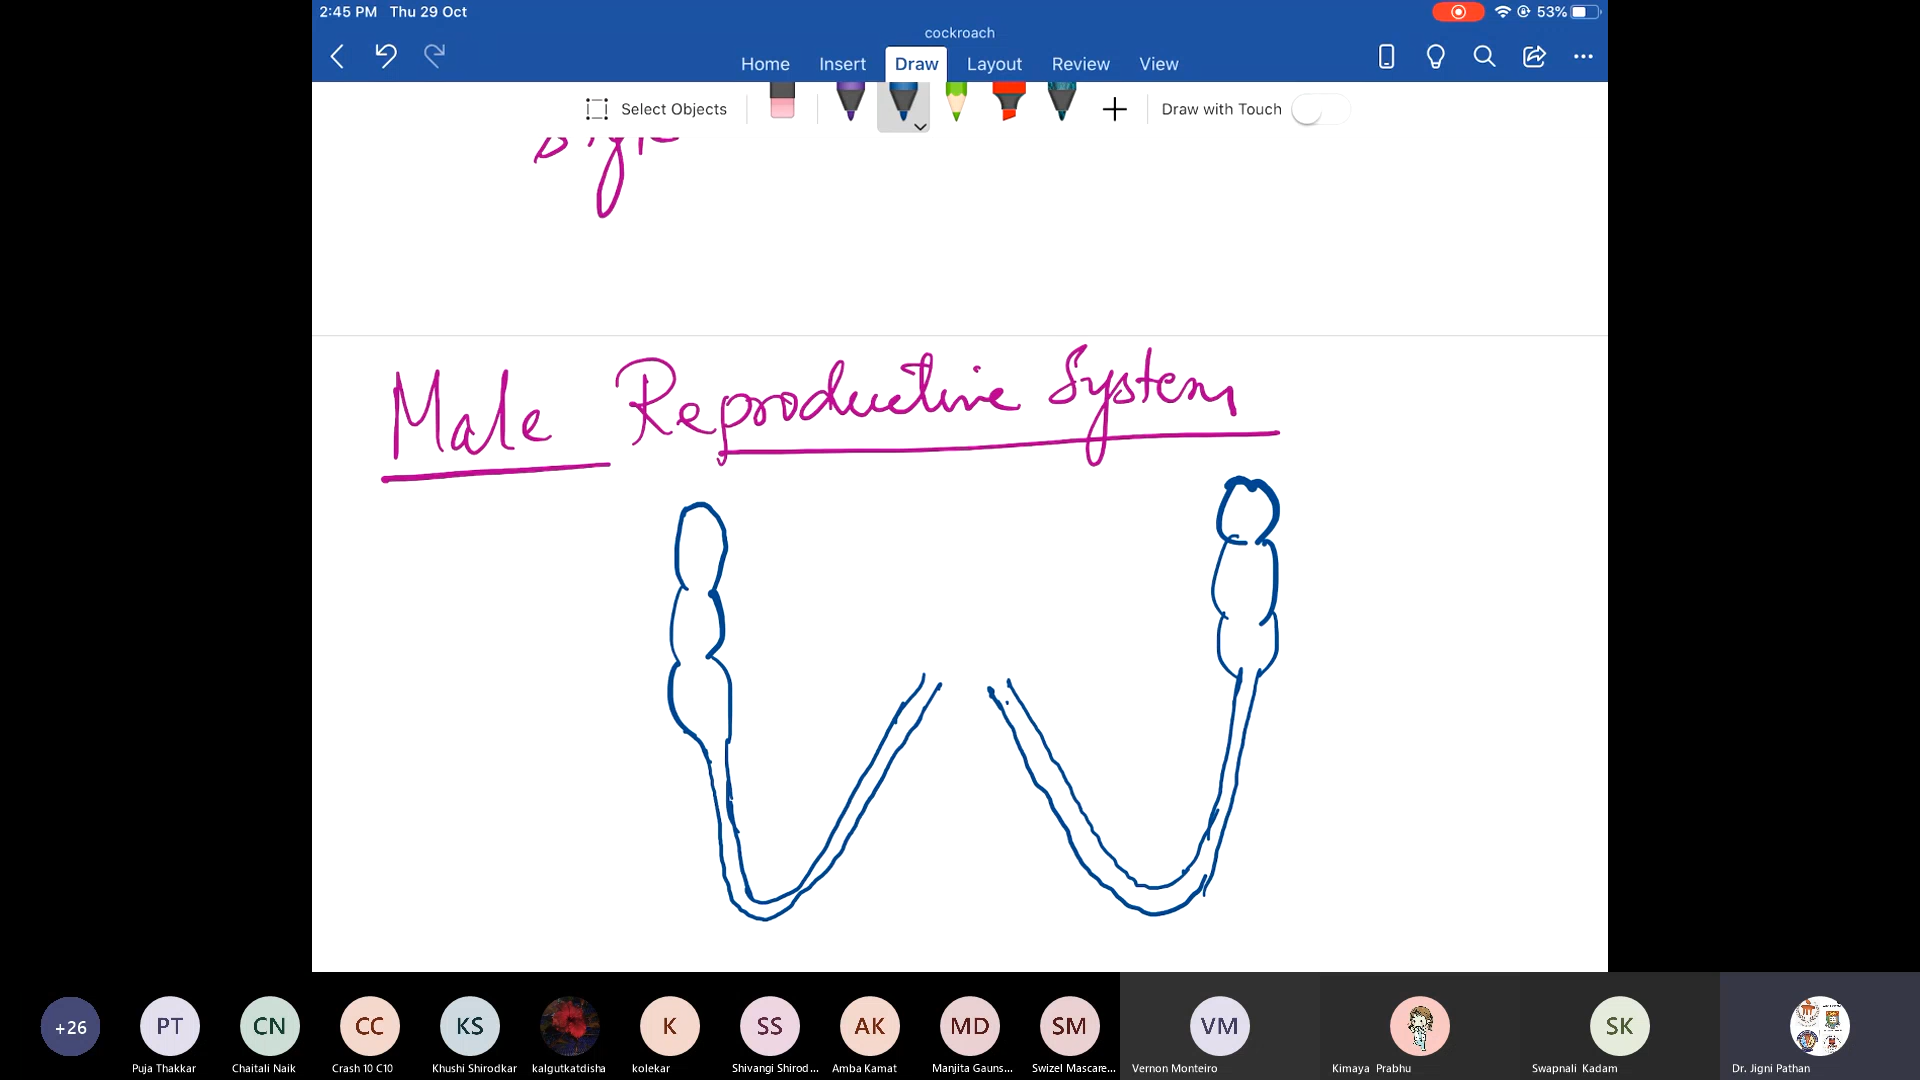 2:45 PM Thu 29 Oct
53%
cockroach
Home Insert Draw Layout Review View
Select Objects
Draw with Touch
Male Reproductive System
+26 PT CN CC KS K SS AK MD SM VM SK
Puja Thakkar Chaitali Naik Crash 10 C10 Khushi Shirodkar kalgutkatdisha kolekar Shivangi Shirod... Amba Kamat Manjita Gauns... Swizel Mascare... Vernon Monteiro Kimaya Prabhu Swapnali Kadam Dr. Jigni Pathan